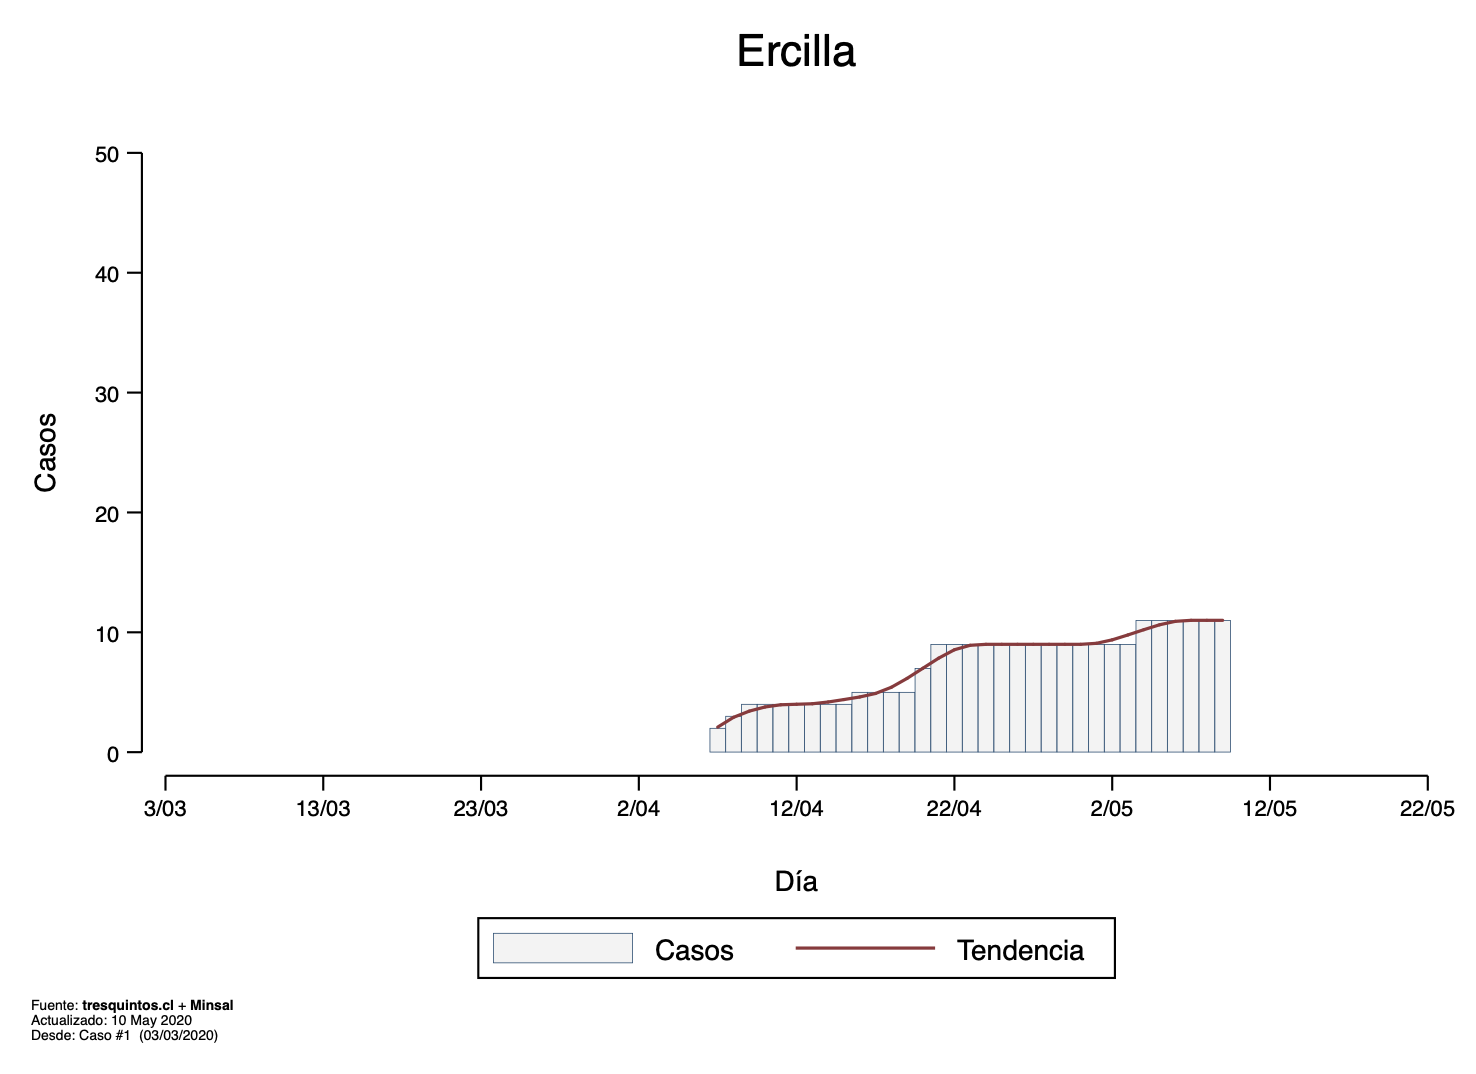 Ercilla
50
40
30
20
10
0
Casos
3/03
13/03
23/03
2/04
12/04
22/04
2/05
12/05
22/05
Día
Casos
Tendencia
Fuente: tresquintos.cl + Minsal
Actualizado: 10 May 2020
Desde: Caso #1  (03/03/2020)